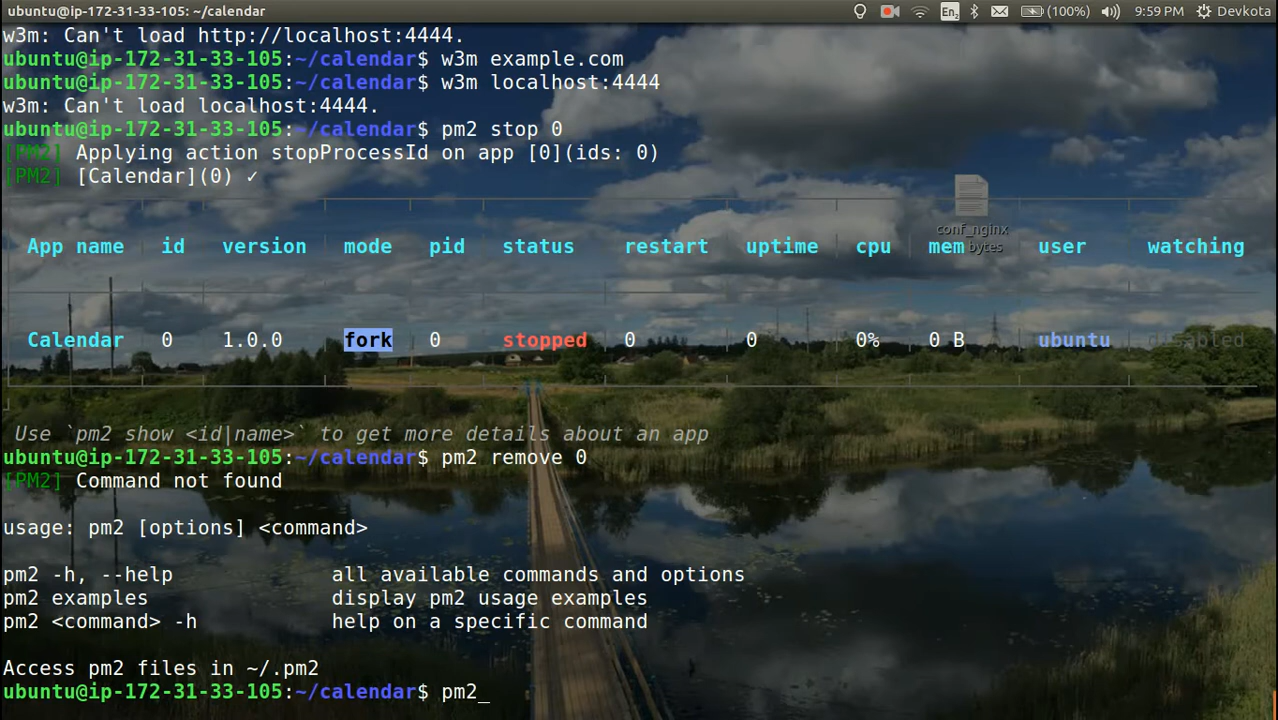 ubuntu@ip-172-31-33-105: ~/calendar En2 (100%) 9:59 PM Devkota
w3m: Can't load http://localhost:4444.
ubuntu@ip-172-31-33-105:~/calendar$ w3m example.com
ubuntu@ip-172-31-33-105:~/calendar$ w3m localhost:4444
w3m: Can't load localhost:4444.
ubuntu@ip-172-31-33-105:~/calendar$ pm2 stop 0
[PM2] Applying action stopProcessId on app [0](ids: 0)
[PM2] [Calendar](0) ✓
conf_nginx
bytes
App name id version mode pid status restart uptime cpu mem user watching
Calendar 0 1.0.0 fork 0 stopped 0 0 0% 0 B ubuntu disabled
Use `pm2 show <id|name>` to get more details about an app
ubuntu@ip-172-31-33-105:~/calendar$ pm2 remove 0
[PM2] Command not found
usage: pm2 [options] <command>
pm2 -h, --help all available commands and options
pm2 examples display pm2 usage examples
pm2 <command> -h help on a specific command
Access pm2 files in ~/.pm2
ubuntu@ip-172-31-33-105:~/calendar$ pm2_